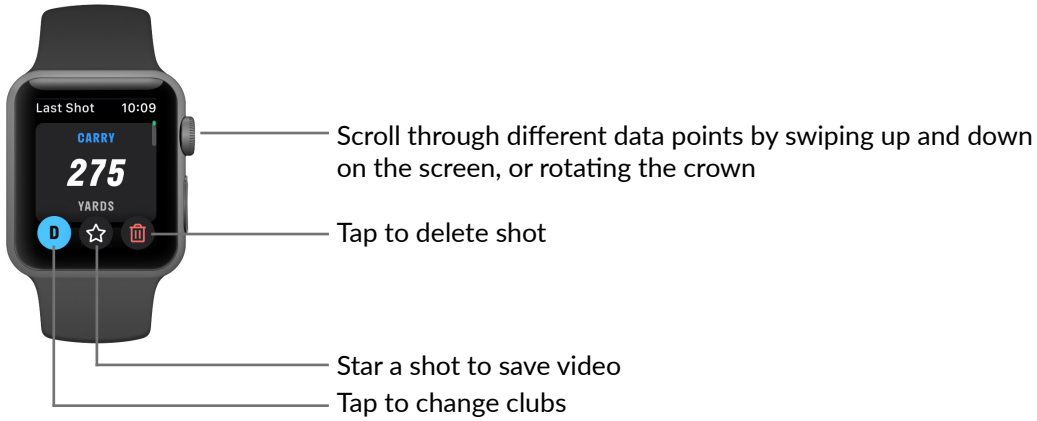 Last Shot 10:09
CARRY
275
YARDS
D
Scroll through different data points by swiping up and down
on the screen, or rotating the crown
Tap to delete shot
Star a shot to save video
Tap to change clubs